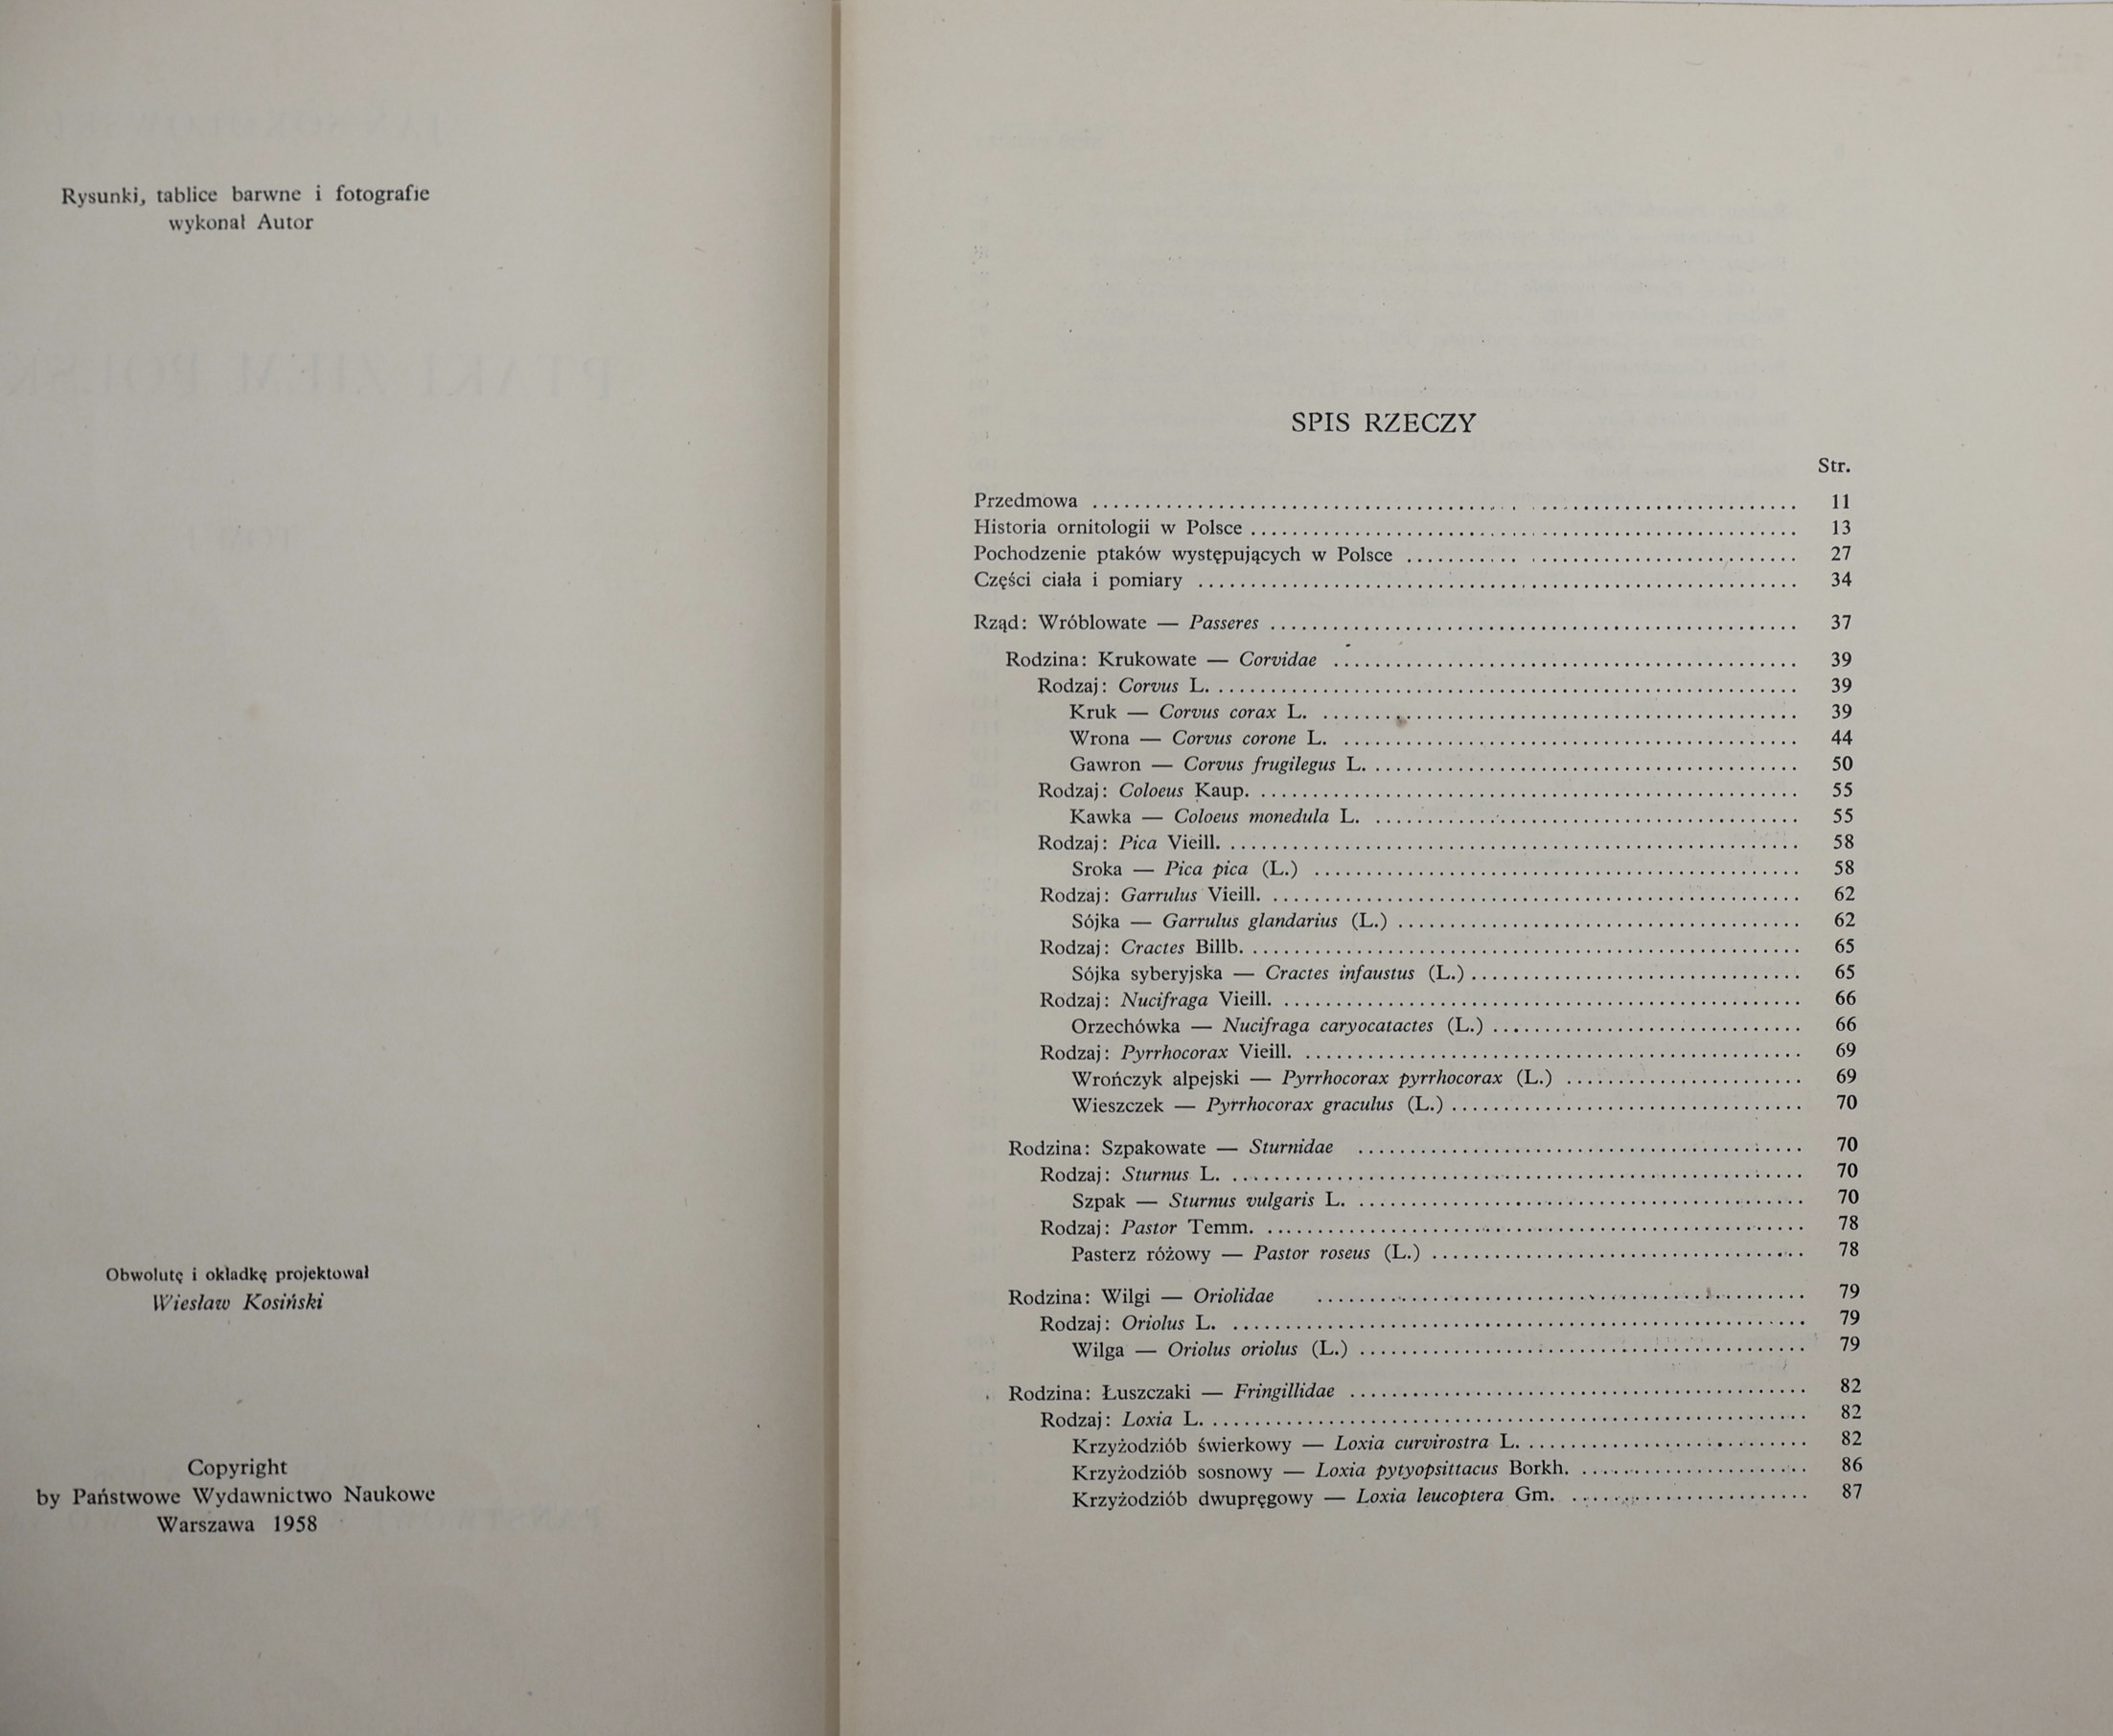 Rysunki, tablice barwne i fotografie
wykonał Autor
Obwolutę i okładkę projektował
Wiesław Kosiński
Copyright
by Państwowe Wydawnictwo Naukowe
Warszawa 1958
SPIS RZECZY
Str.
Przedmowa 11
Historia ornitologii w Polsce 13
Pochodzenie ptaków występujących w Polsce 27
Części ciała i pomiary 34
Rząd: Wróblowate — Passeres 37
Rodzina: Krukowate — Corvidae 39
Rodzaj: Corvus L. 39
Kruk — Corvus corax L. 39
Wrona — Corvus corone L. 44
Gawron — Corvus frugilegus L. 50
Rodzaj: Coloeus Kaup. 55
Kawka — Coloeus monedula L. 55
Rodzaj: Pica Vieill. 58
Sroka — Pica pica (L.) 58
Rodzaj: Garrulus Vieill. 62
Sójka — Garrulus glandarius (L.) 62
Rodzaj: Cractes Billb. 65
Sójka syberyjska — Cractes infaustus (L.) 65
Rodzaj: Nucifraga Vieill. 66
Orzechówka — Nucifraga caryocatactes (L.) 66
Rodzaj: Pyrrhocorax Vieill. 69
Wrończyk alpejski — Pyrrhocorax pyrrhocorax (L.) 69
Wieszczek — Pyrrhocorax graculus (L.) 70
Rodzina: Szpakowate — Sturnidae 70
Rodzaj: Sturnus L. 70
Szpak — Sturnus vulgaris L. 70
Rodzaj: Pastor Temm. 78
Pasterz różowy — Pastor roseus (L.) 78
Rodzina: Wilgi — Oriolidae 79
Rodzaj: Oriolus L. 79
Wilga — Oriolus oriolus (L.) 79
Rodzina: Łuszczaki — Fringillidae 82
Rodzaj: Loxia L. 82
Krzyżodziób świerkowy — Loxia curvirostra L. 82
Krzyżodziób sosnowy — Loxia pytyopsittacus Borkh. 86
Krzyżodziób dwupręgowy — Loxia leucoptera Gm. 87